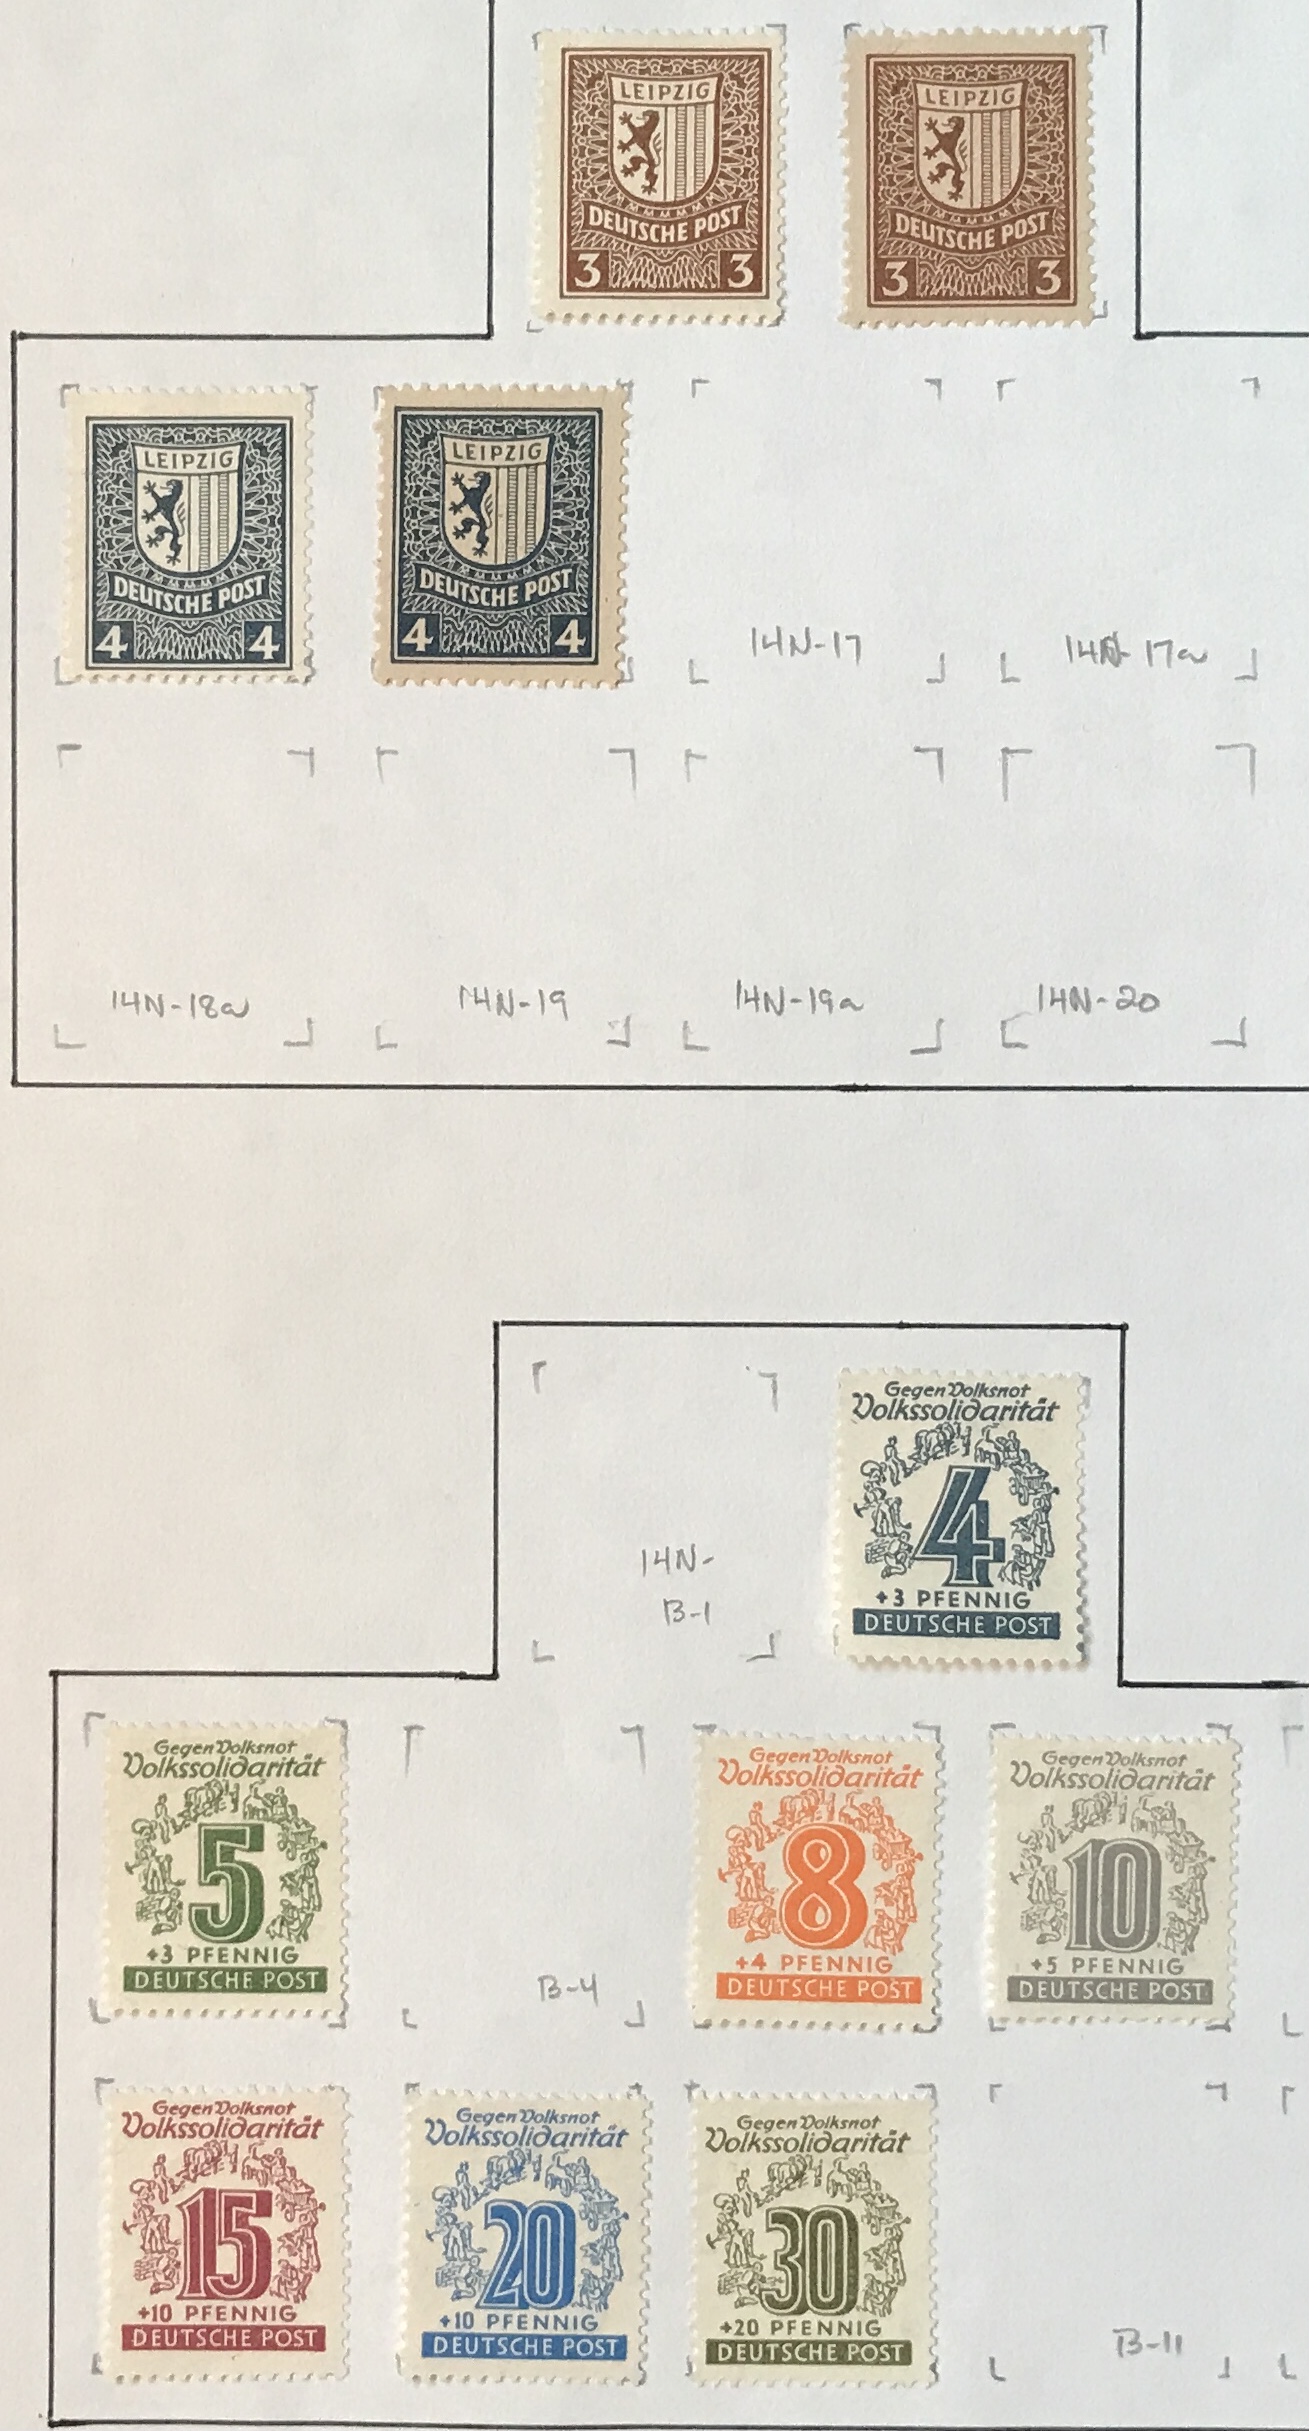 LEIPZIG
DEUTSCHE POST
3 3
LEIPZIG
DEUTSCHE POST
3 3
LEIPZIG
DEUTSCHE POST
4 4
LEIPZIG
DEUTSCHE POST
4 4
14N-17
14N-17a
14N-18a
14N-19
14N-19a
14N-20
14N-
B-1
Gegen Volksnot
Volkssolidarität
4
+3 PFENNIG
DEUTSCHE POST
Gegen Volksnot
Volkssolidarität
5
+3 PFENNIG
DEUTSCHE POST
B-4
Gegen Volksnot
Volkssolidarität
8
+4 PFENNIG
DEUTSCHE POST
Gegen Volksnot
Volkssolidarität
10
+5 PFENNIG
DEUTSCHE POST
Gegen Volksnot
Volkssolidarität
15
+10 PFENNIG
DEUTSCHE POST
Gegen Volksnot
Volkssolidarität
20
+10 PFENNIG
DEUTSCHE POST
Gegen Volksnot
Volkssolidarität
30
+20 PFENNIG
DEUTSCHE POST
B-11